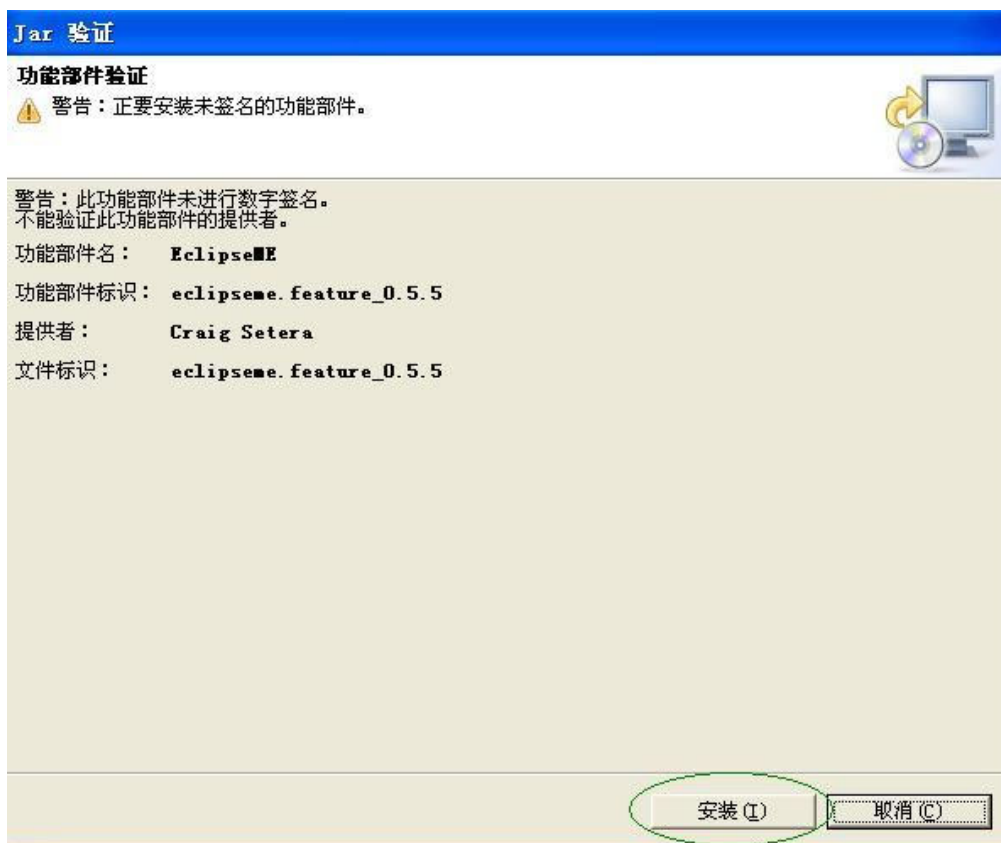 Jar 验证
功能部件验证
警告：正要安装未签名的功能部件。
警告：此功能部件未进行数字签名。
不能验证此功能部件的提供者。
功能部件名： EclipseME
功能部件标识： eclipseme.feature_0.5.5
提供者： Craig Setera
文件标识： eclipseme.feature_0.5.5
安装(I) 取消(C)